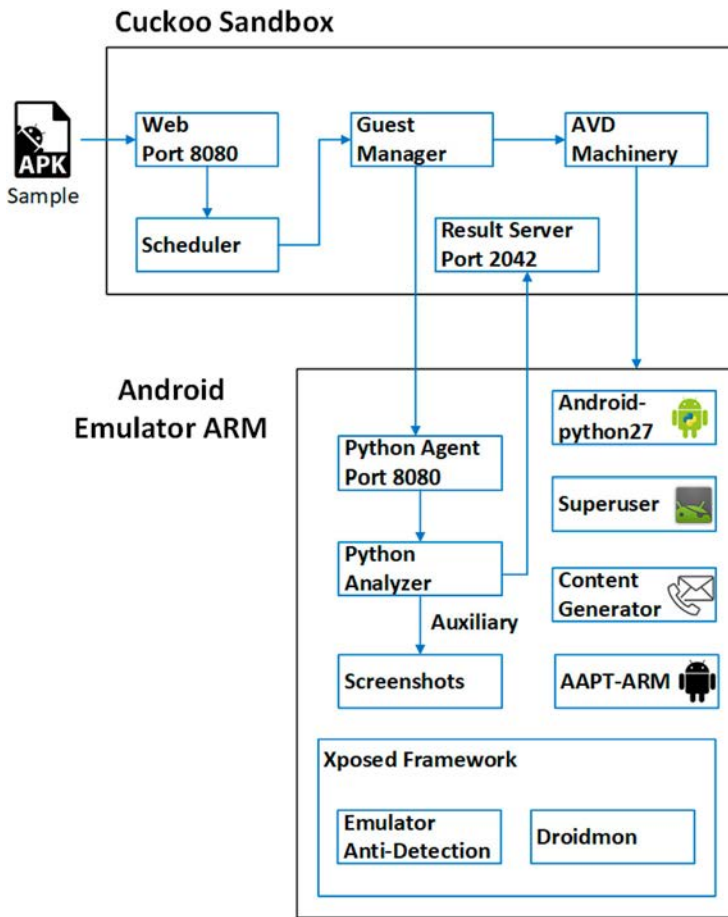 Cuckoo Sandbox
APK
Sample
Web
Port 8080
Guest
Manager
AVD
Machinery
Scheduler
Result Server
Port 2042
Android
Emulator ARM
Android-
python27
Python Agent
Port 8080
Superuser
Python
Analyzer
Content
Generator
Auxiliary
Screenshots
AAPT-ARM
Xposed Framework
Emulator
Anti-Detection
Droidmon